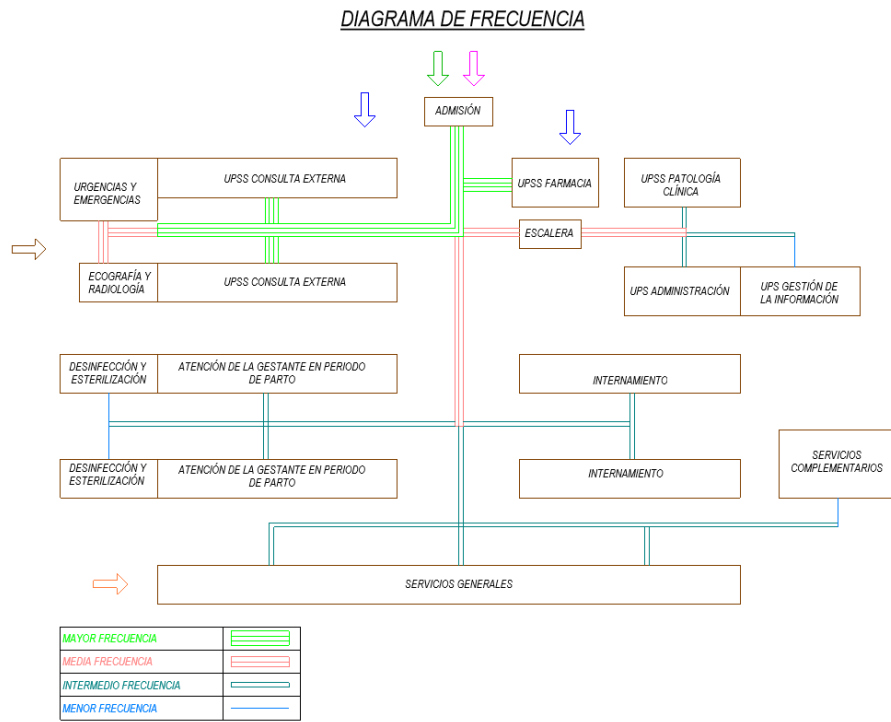 DIAGRAMA DE FRECUENCIA
ADMISIÓN
URGENCIAS Y
EMERGENCIAS
UPSS CONSULTA EXTERNA
UPSS FARMACIA
UPSS PATOLOGÍA
CLÍNICA
ESCALERA
ECOGRAFÍA Y
RADIOLOGÍA
UPSS CONSULTA EXTERNA
UPS ADMINISTRACIÓN
UPS GESTIÓN DE
LA INFORMACIÓN
DESINFECCIÓN Y
ESTERILIZACIÓN
ATENCIÓN DE LA GESTANTE EN PERIODO
DE PARTO
INTERNAMIENTO
DESINFECCIÓN Y
ESTERILIZACIÓN
ATENCIÓN DE LA GESTANTE EN PERIODO
DE PARTO
INTERNAMIENTO
SERVICIOS
COMPLEMENTARIOS
SERVICIOS GENERALES
MAYOR FRECUENCIA
MEDIA FRECUENCIA
INTERMEDIO FRECUENCIA
MENOR FRECUENCIA